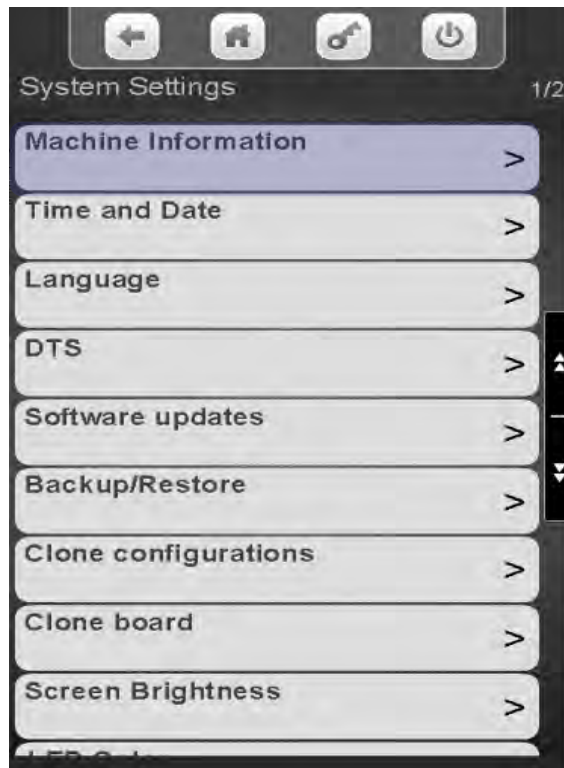 System Settings
1/2
Machine Information
>
Time and Date
>
Language
>
DTS
>
Software updates
>
Backup/Restore
>
Clone configurations
>
Clone board
>
Screen Brightness
>